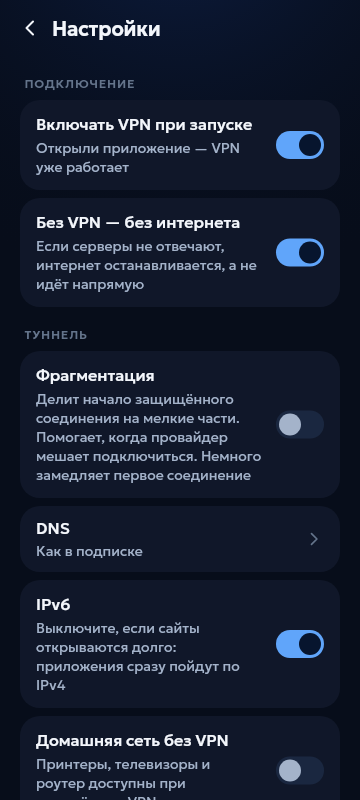 Настройки
ПОДКЛЮЧЕНИЕ
Включать VPN при запуске
Открыли приложение — VPN
уже работает
Без VPN — без интернета
Если серверы не отвечают,
интернет останавливается, а не
идёт напрямую
ТУННЕЛЬ
Фрагментация
Делит начало защищённого
соединения на мелкие части.
Помогает, когда провайдер
мешает подключиться. Немного
замедляет первое соединение
DNS
Как в подписке
IPv6
Выключите, если сайты
открываются долго:
приложения сразу пойдут по
IPv4
Домашняя сеть без VPN
Принтеры, телевизоры и
роутер доступны при